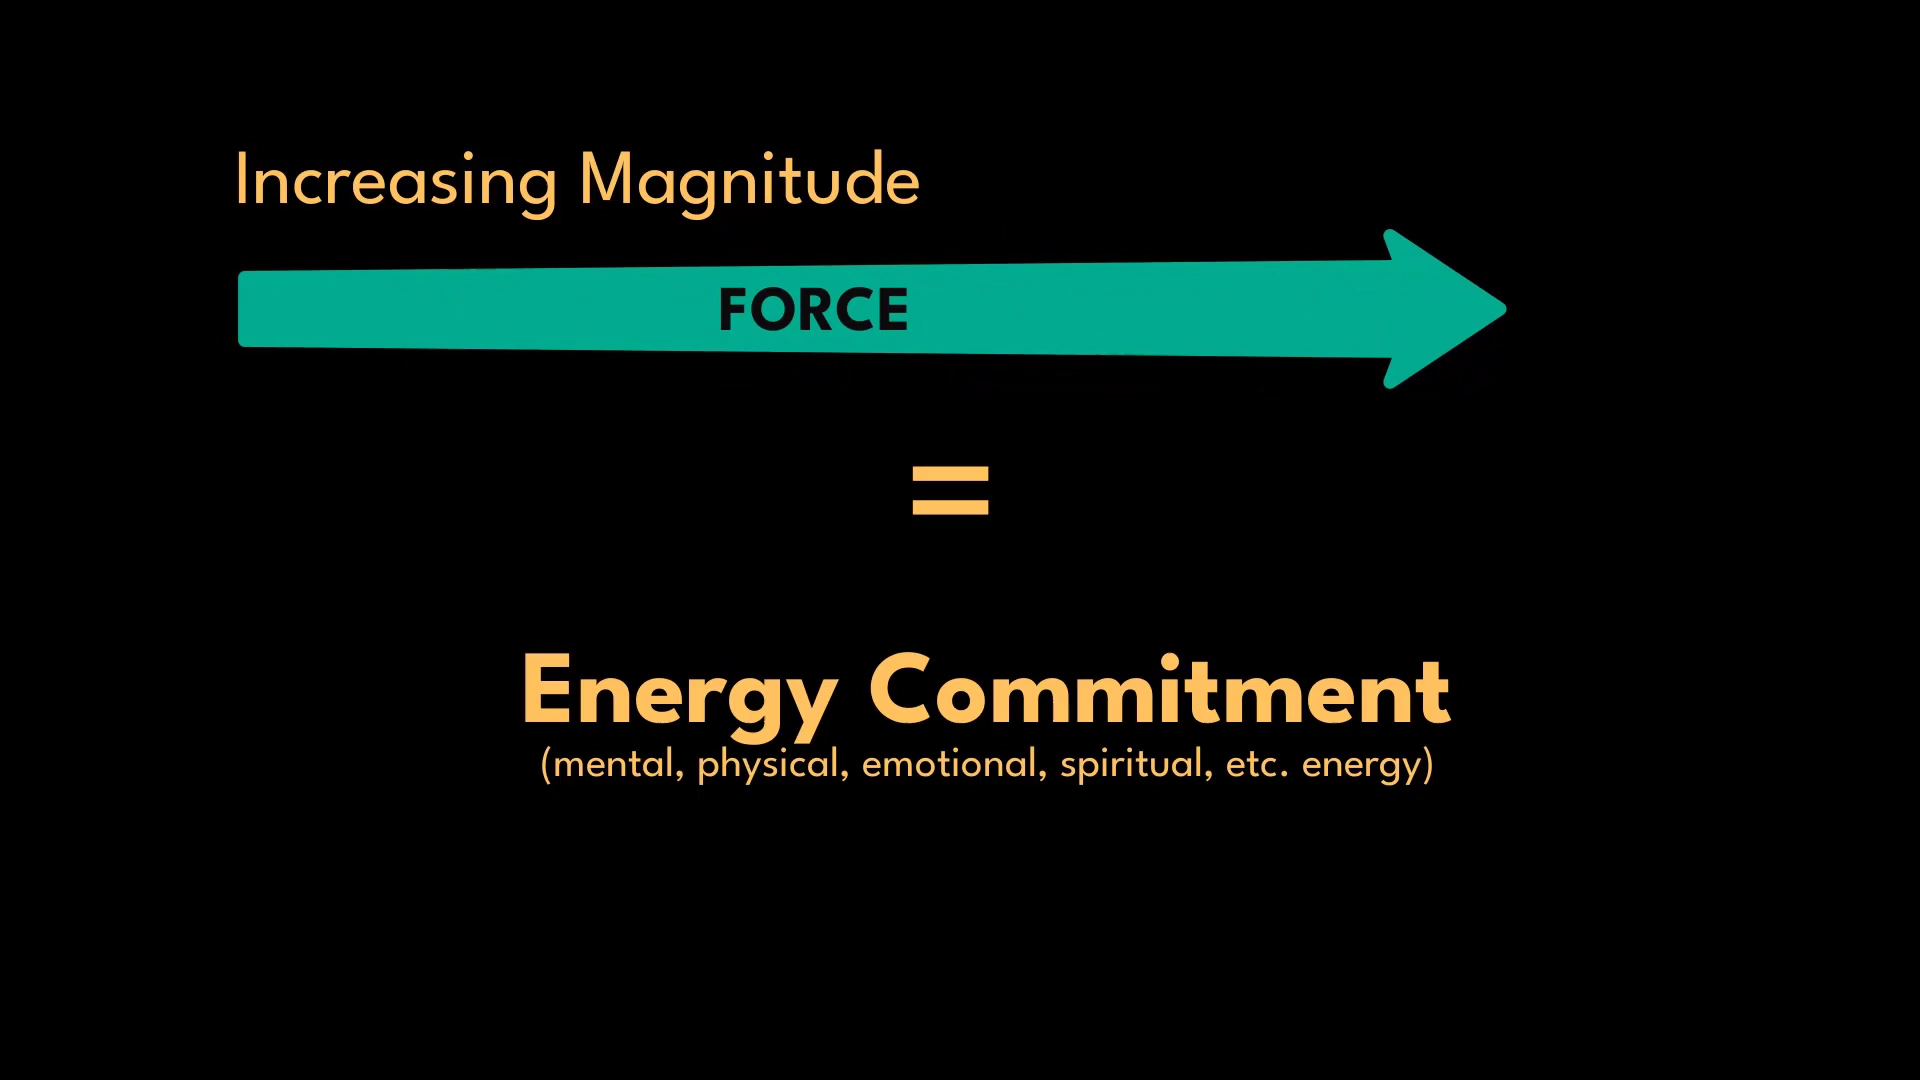 Increasing Magnitude
FORCE
=
Energy Commitment
(mental, physical, emotional, spiritual, etc. energy)